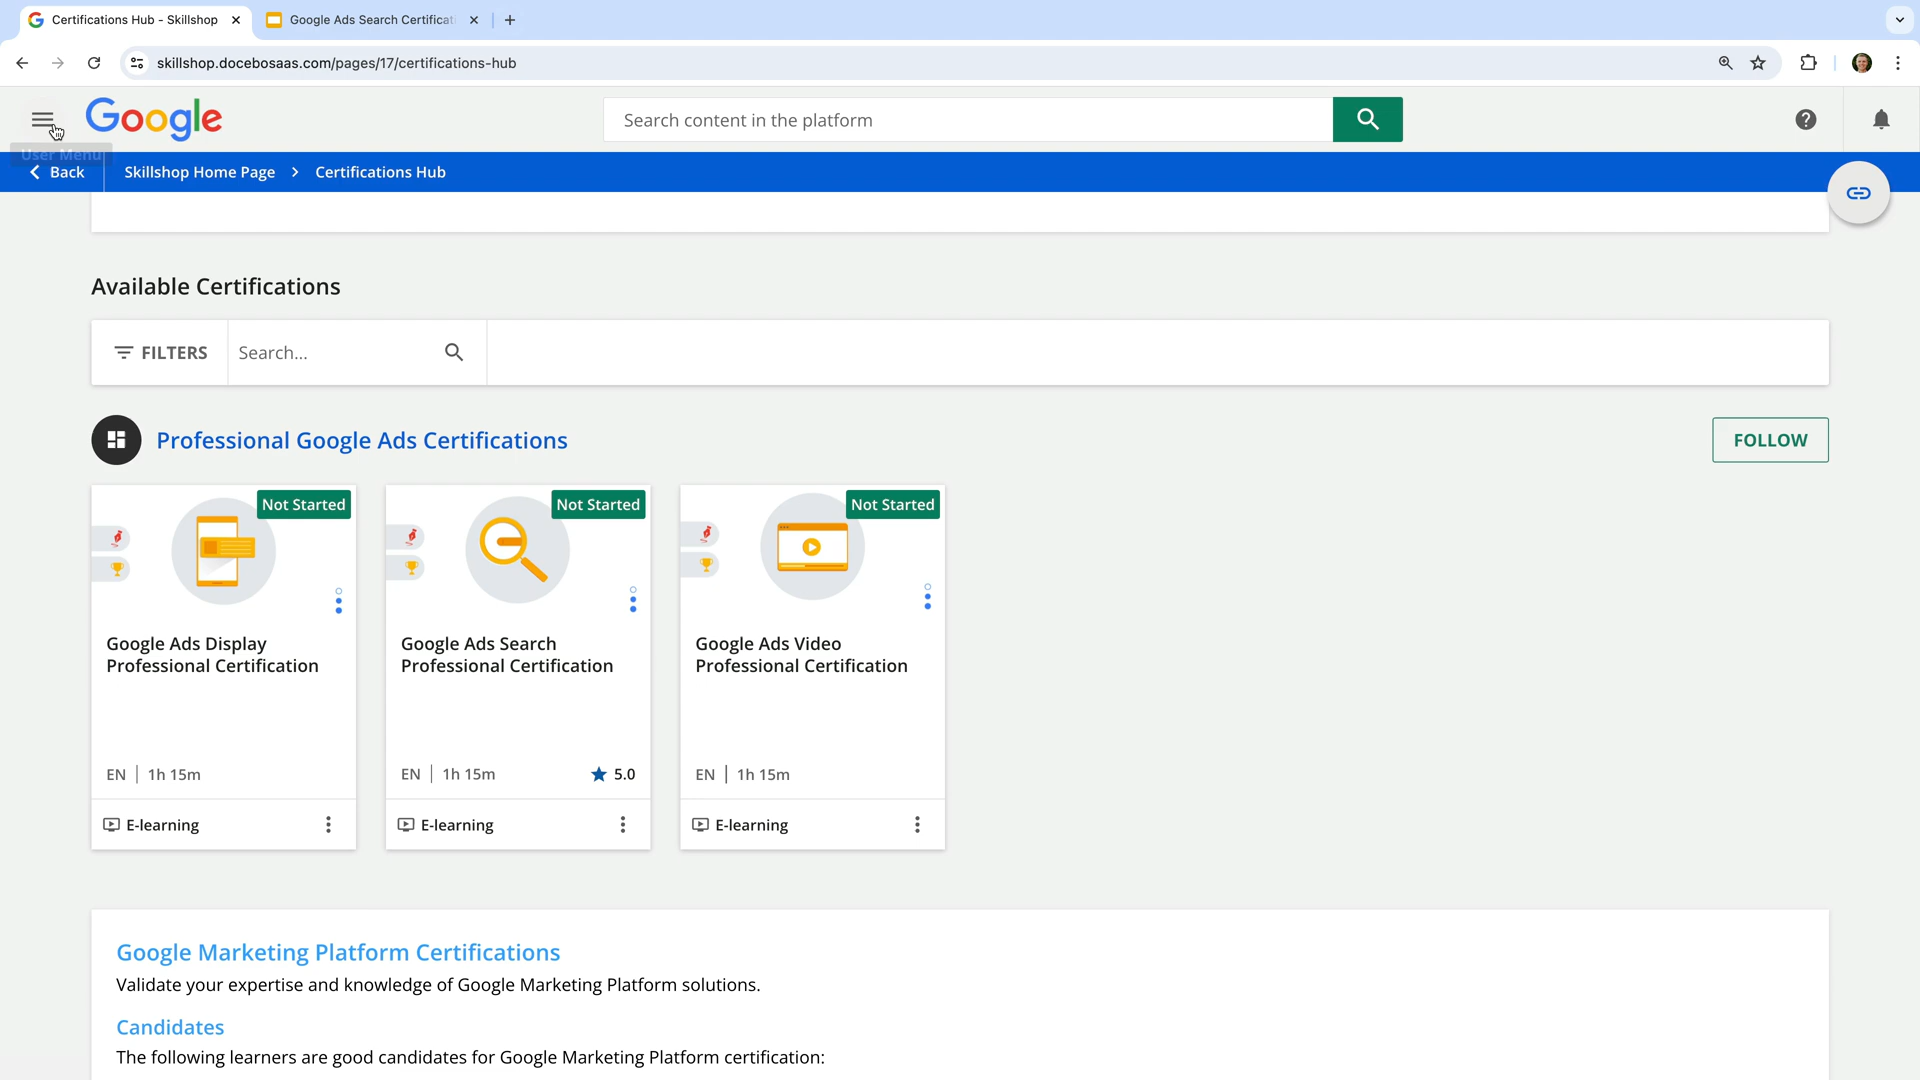 Certifications Hub - Skillshop
Google Ads Search Certificat
skillshop.docebosaas.com/pages/17/certifications-hub
Google
Search content in the platform
User Menu
Back
Skillshop Home Page
Certifications Hub
Available Certifications
FILTERS
Search...
Professional Google Ads Certifications
FOLLOW
Not Started
Not Started
Not Started
Google Ads Display
Professional Certification
Google Ads Search
Professional Certification
Google Ads Video
Professional Certification
EN | 1h 15m
EN | 1h 15m
5.0
EN | 1h 15m
E-learning
E-learning
E-learning
Google Marketing Platform Certifications
Validate your expertise and knowledge of Google Marketing Platform solutions.
Candidates
The following learners are good candidates for Google Marketing Platform certification: